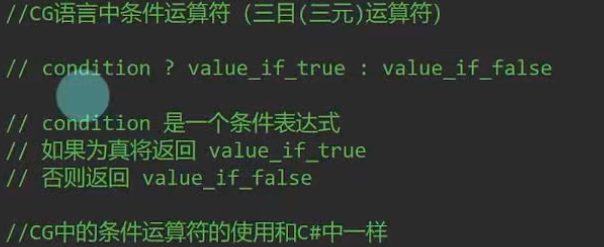 //CG语言中条件运算符 (三目(三元)运算符)
// condition ? value_if_true : value_if_false
// condition 是一个条件表达式
// 如果为真将返回 value_if_true
// 否则返回 value_if_false
//CG中的条件运算符的使用和C#中一样